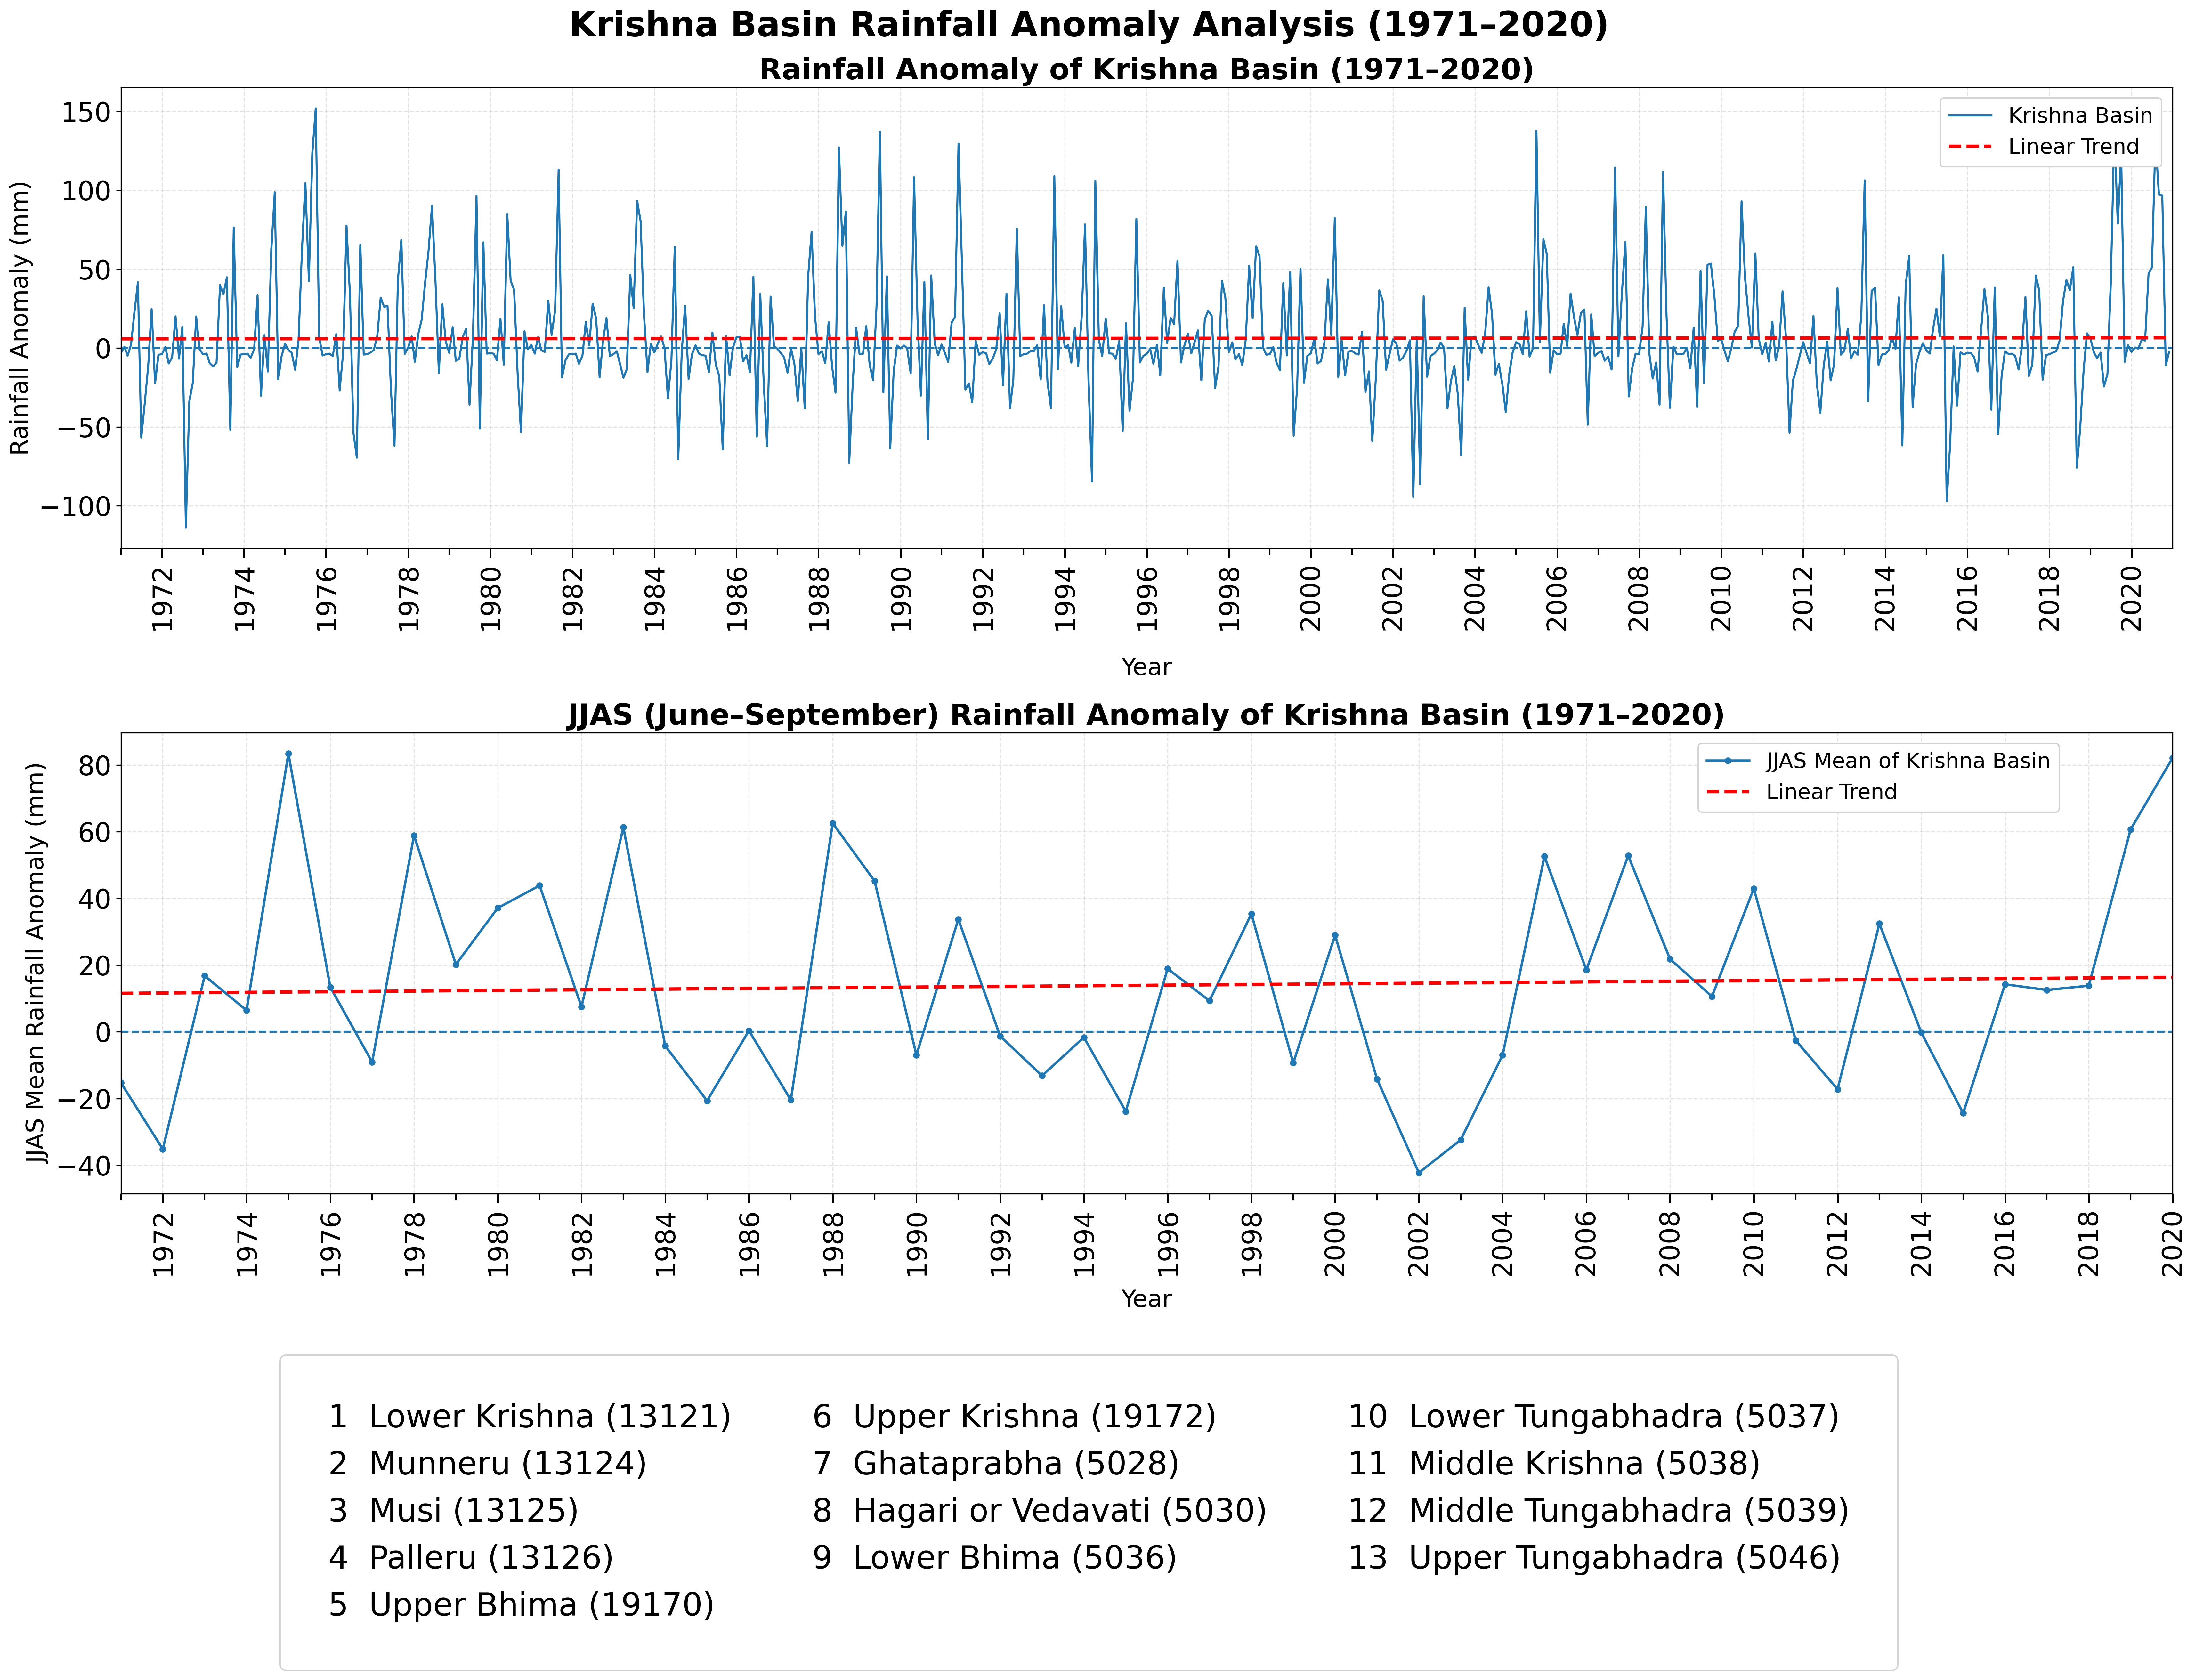 Krishna Basin Rainfall Anomaly Analysis (1971–2020)
Rainfall Anomaly of Krishna Basin (1971–2020)
Rainfall Anomaly (mm)
150
100
50
0
−50
−100
Krishna Basin
Linear Trend
1972 1974 1976 1978 1980 1982 1984 1986 1988 1990 1992 1994 1996 1998 2000 2002 2004 2006 2008 2010 2012 2014 2016 2018 2020
Year
JJAS (June–September) Rainfall Anomaly of Krishna Basin (1971–2020)
JJAS Mean Rainfall Anomaly (mm)
80
60
40
20
0
−20
−40
JJAS Mean of Krishna Basin
Linear Trend
1972 1974 1976 1978 1980 1982 1984 1986 1988 1990 1992 1994 1996 1998 2000 2002 2004 2006 2008 2010 2012 2014 2016 2018 2020
Year
1 Lower Krishna (13121)
2 Munneru (13124)
3 Musi (13125)
4 Palleru (13126)
5 Upper Bhima (19170)
6 Upper Krishna (19172)
7 Ghataprabha (5028)
8 Hagari or Vedavati (5030)
9 Lower Bhima (5036)
10 Lower Tungabhadra (5037)
11 Middle Krishna (5038)
12 Middle Tungabhadra (5039)
13 Upper Tungabhadra (5046)